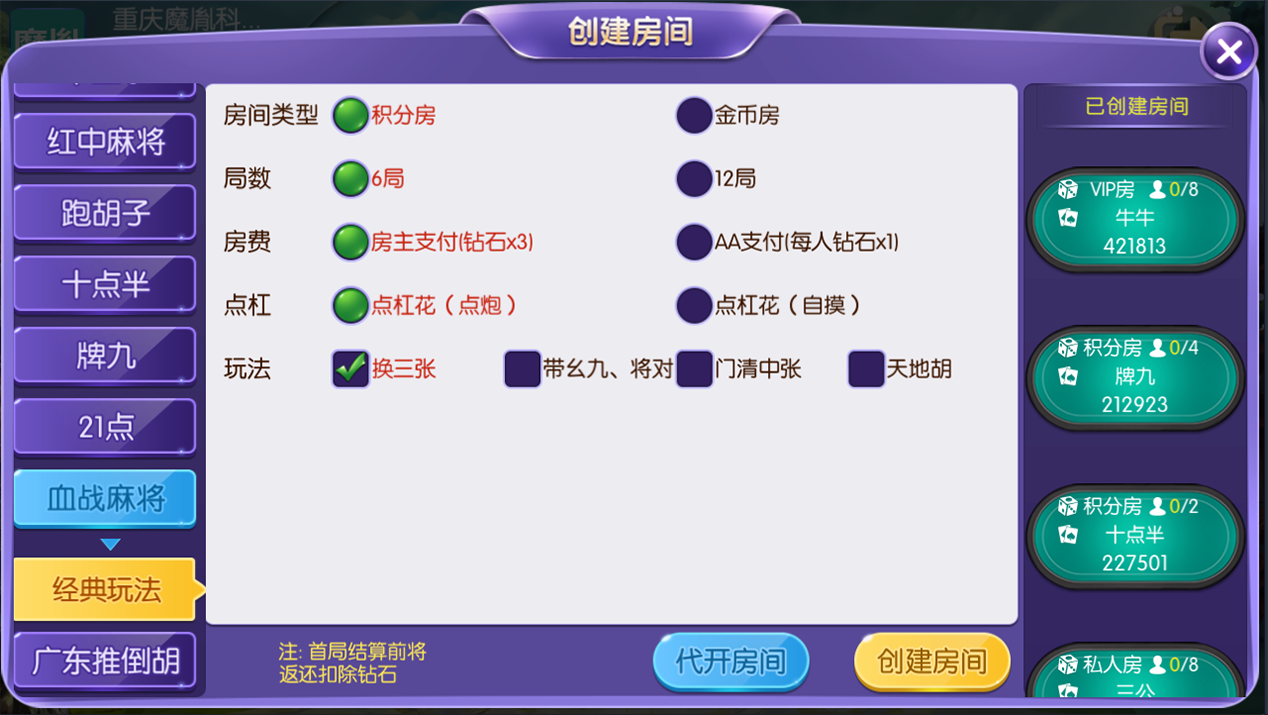 重庆魔胤科...
魔胤
创建房间
红中麻将
跑胡子
十点半
牌九
21点
血战麻将
经典玩法
广东推倒胡
房间类型 积分房 金币房
局数 6局 12局
房费 房主支付(钻石x3) AA支付(每人钻石x1)
点杠 点杠花（点炮） 点杠花（自摸）
玩法 换三张 带幺九、将对 门清中张 天地胡
注: 首局结算前将
返还扣除钻石
代开房间 创建房间
已创建房间
VIP房 0/8
牛牛
421813
积分房 0/4
牌九
212923
积分房 0/2
十点半
227501
私人房 0/8
三公